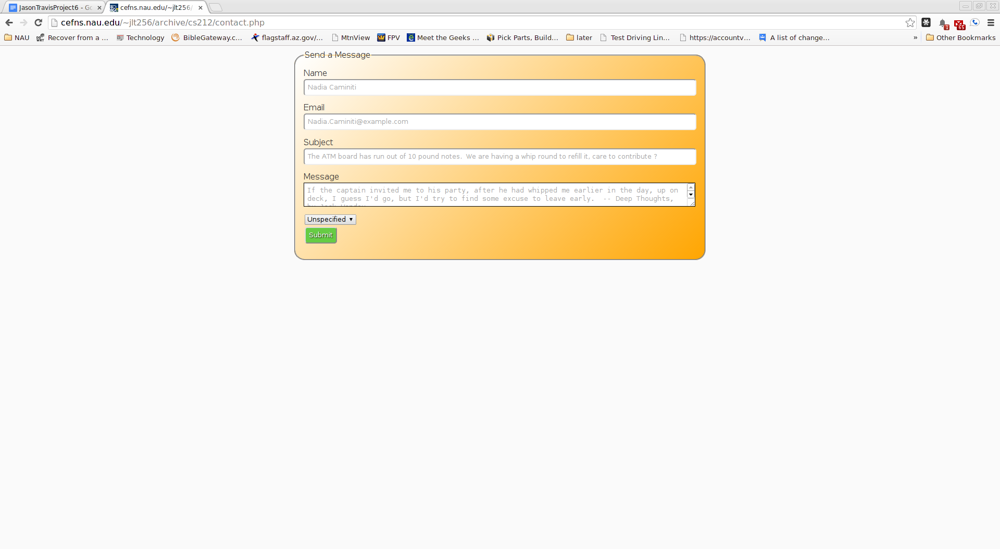 JasonTravisProject6 - Go
cefns.nau.edu/~jlt256/
cefns.nau.edu/~jlt256/archive/cs212/contact.php
1
65
NAU
DD-WRT
Recover from a ...
Technology
BibleGateway.c...
flagstaff.az.gov/...
MtnView
FPV
Meet the Geeks ...
Pick Parts, Build...
later
Test Driving Lin...
https://accountv...
A list of change...
»
Other Bookmarks
Send a Message
Name
Nadia Caminiti
Email
Nadia.Caminiti@example.com
Subject
The ATM board has run out of 10 pound notes.  We are having a whip round to refill it, care to contribute ?
Message
If the captain invited me to his party, after he had whipped me earlier in the day, up on
deck, I guess I'd go, but I'd try to find some excuse to leave early.  -- Deep Thoughts,
Unspecified
Submit